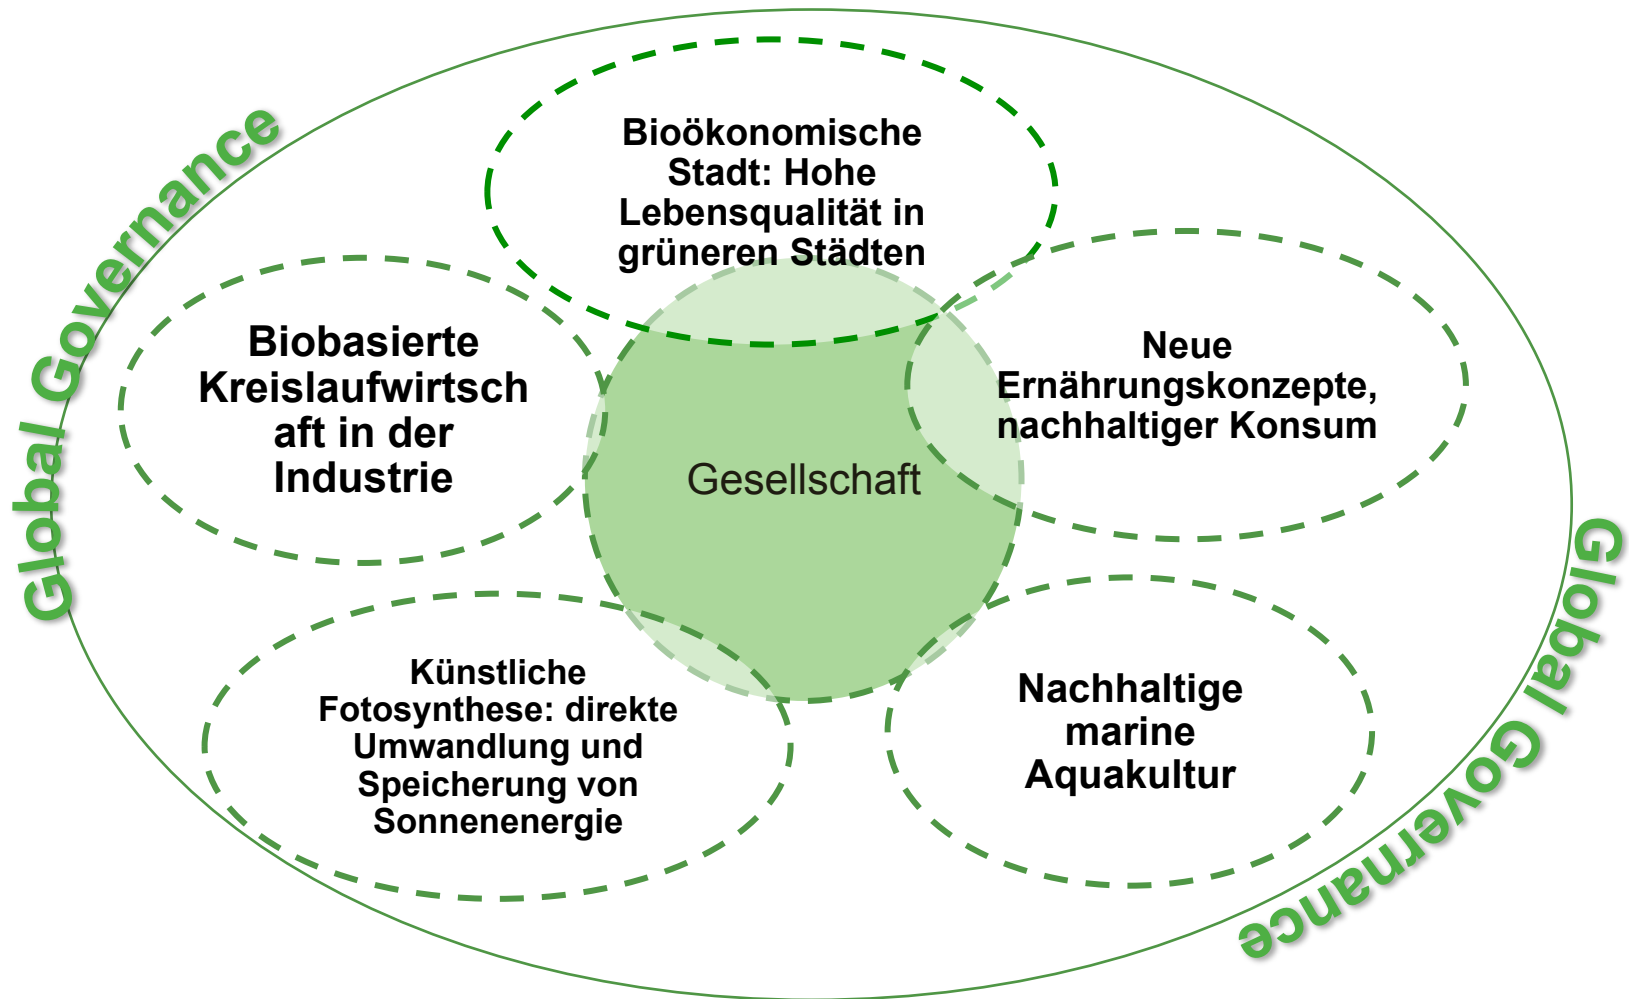 Global Governance
Bioökonomische
Stadt: Hohe
Lebensqualität in
grüneren Städten
Biobasierte
Kreislaufwirtsch
aft in der
Industrie
Neue
Ernährungskonzepte,
nachhaltiger Konsum
Gesellschaft
Künstliche
Fotosynthese: direkte
Umwandlung und
Speicherung von
Sonnenenergie
Nachhaltige
marine
Aquakultur
Global Governance